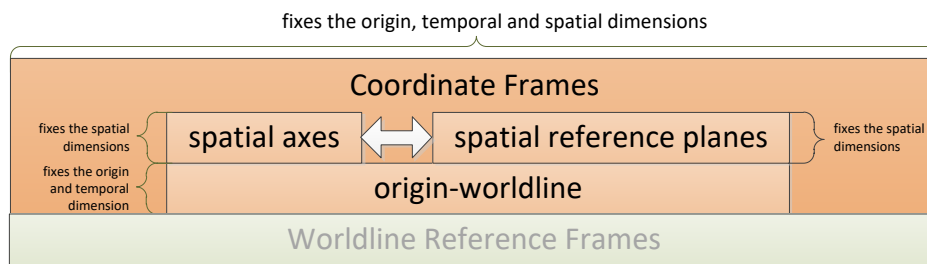 fixes the origin, temporal and spatial dimensions
Coordinate Frames
fixes the spatial
dimensions
spatial axes
spatial reference planes
fixes the spatial
dimensions
fixes the origin
and temporal
dimension
origin-worldline
Worldline Reference Frames